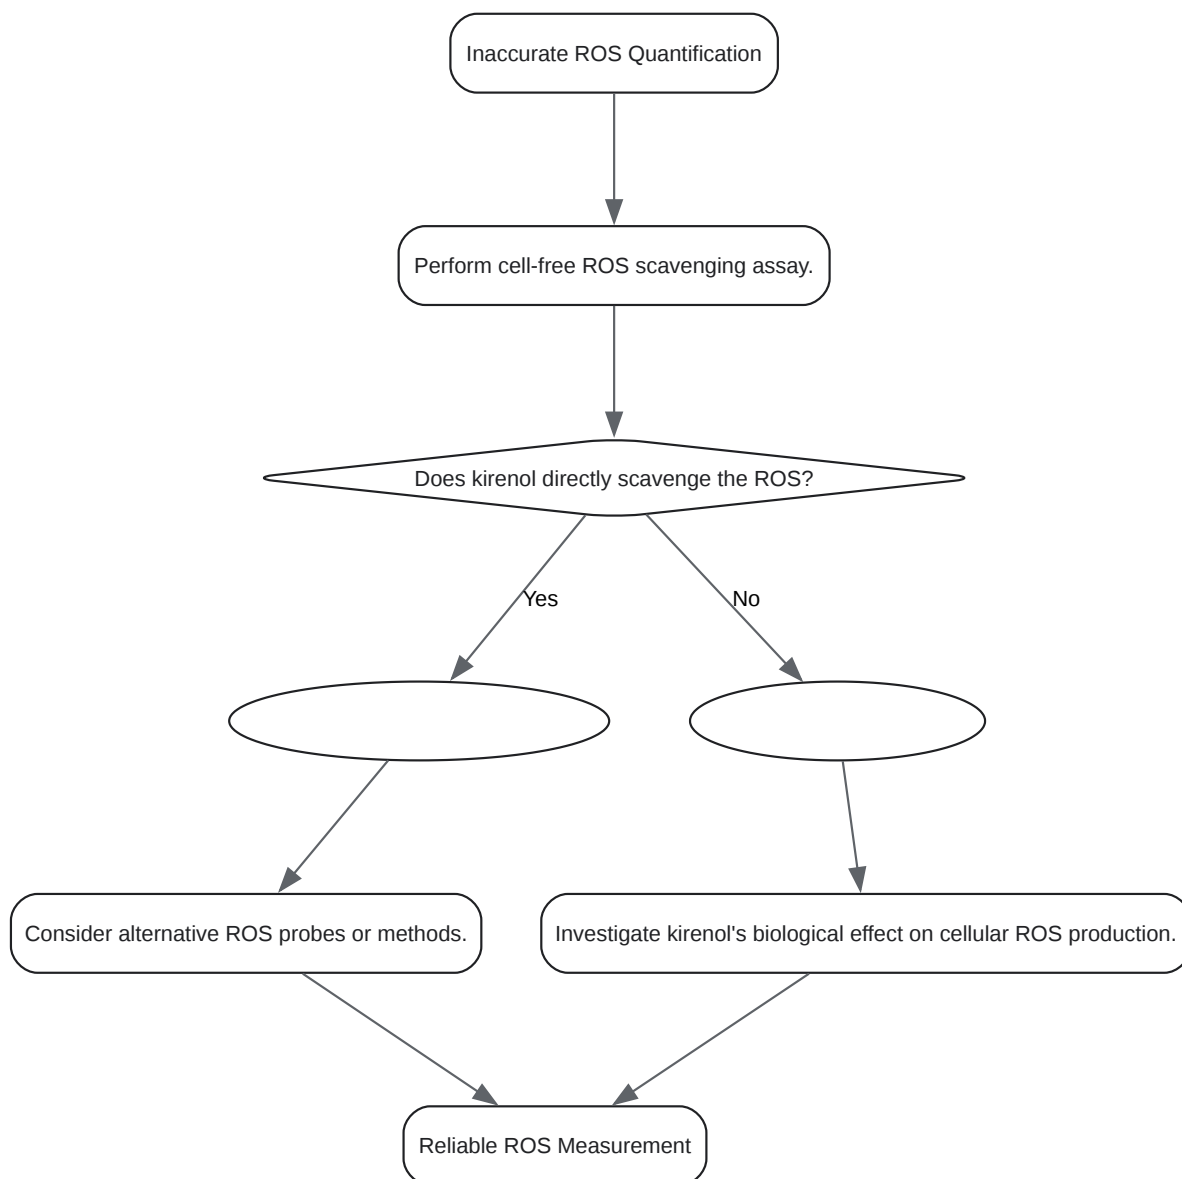 Inaccurate ROS Quantification
Perform cell-free ROS scavenging assay.
Does kirenol directly scavenge the ROS?
Yes
No
Consider alternative ROS probes or methods.
Investigate kirenol's biological effect on cellular ROS production.
Reliable ROS Measurement